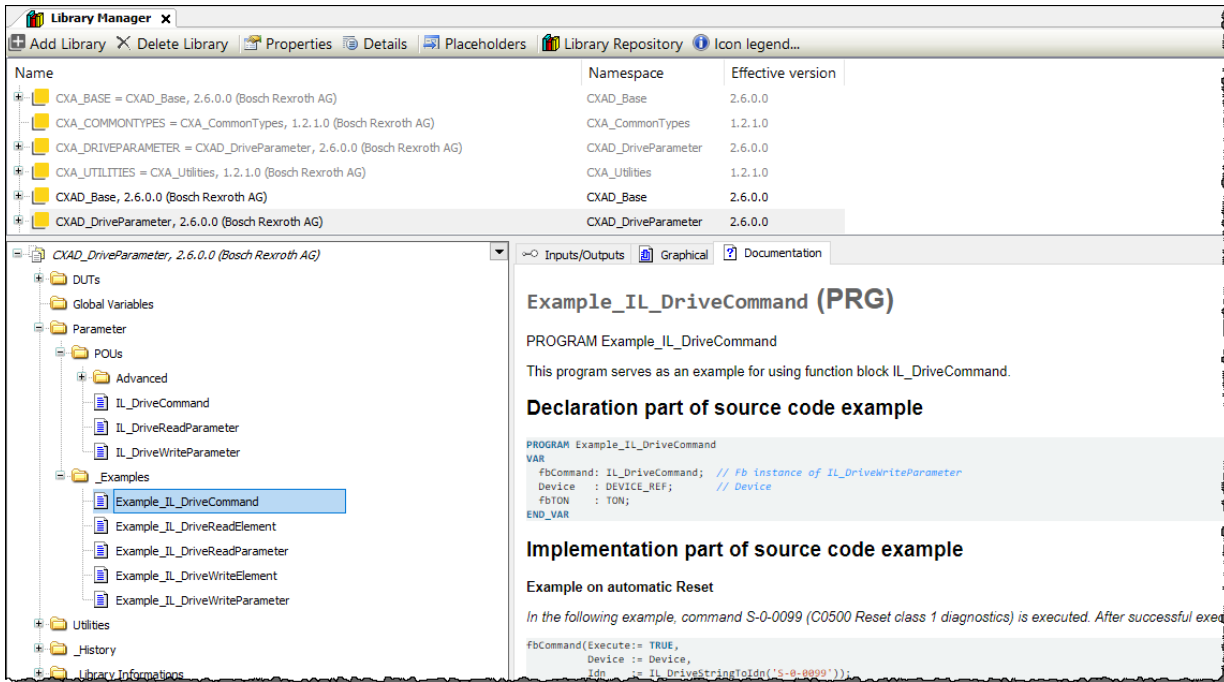 Library Manager
Add Library Delete Library Properties Details Placeholders Library Repository Icon legend...
Name Namespace Effective version
CXA_BASE = CXAD_Base, 2.6.0.0 (Bosch Rexroth AG) CXAD_Base 2.6.0.0
CXA_COMMONTYPES = CXA_CommonTypes, 1.2.1.0 (Bosch Rexroth AG) CXA_CommonTypes 1.2.1.0
CXA_DRIVEPARAMETER = CXAD_DriveParameter, 2.6.0.0 (Bosch Rexroth AG) CXAD_DriveParameter 2.6.0.0
CXA_UTILITIES = CXA_Utilities, 1.2.1.0 (Bosch Rexroth AG) CXA_Utilities 1.2.1.0
CXAD_Base, 2.6.0.0 (Bosch Rexroth AG) CXAD_Base 2.6.0.0
CXAD_DriveParameter, 2.6.0.0 (Bosch Rexroth AG) CXAD_DriveParameter 2.6.0.0
CXAD_DriveParameter, 2.6.0.0 (Bosch Rexroth AG)
DUTs
Global Variables
Parameter
POUs
Advanced
IL_DriveCommand
IL_DriveReadParameter
IL_DriveWriteParameter
_Examples
Example_IL_DriveCommand
Example_IL_DriveReadElement
Example_IL_DriveReadParameter
Example_IL_DriveWriteElement
Example_IL_DriveWriteParameter
Utilities
_History
_Library Informations
Inputs/Outputs Graphical Documentation
Example_IL_DriveCommand (PRG)
PROGRAM Example_IL_DriveCommand
This program serves as an example for using function block IL_DriveCommand.
Declaration part of source code example
PROGRAM Example_IL_DriveCommand
VAR
fbCommand: IL_DriveCommand; // Fb instance of IL_DriveWriteParameter
Device : DEVICE_REF; // Device
fbTON : TON;
END_VAR
Implementation part of source code example
Example on automatic Reset
In the following example, command S-0-0099 (C0500 Reset class 1 diagnostics) is executed. After successful exec
fbCommand(Execute:= TRUE,
Device := Device,
Idn := IL_DriveStringToIdn('S-0-0099'));